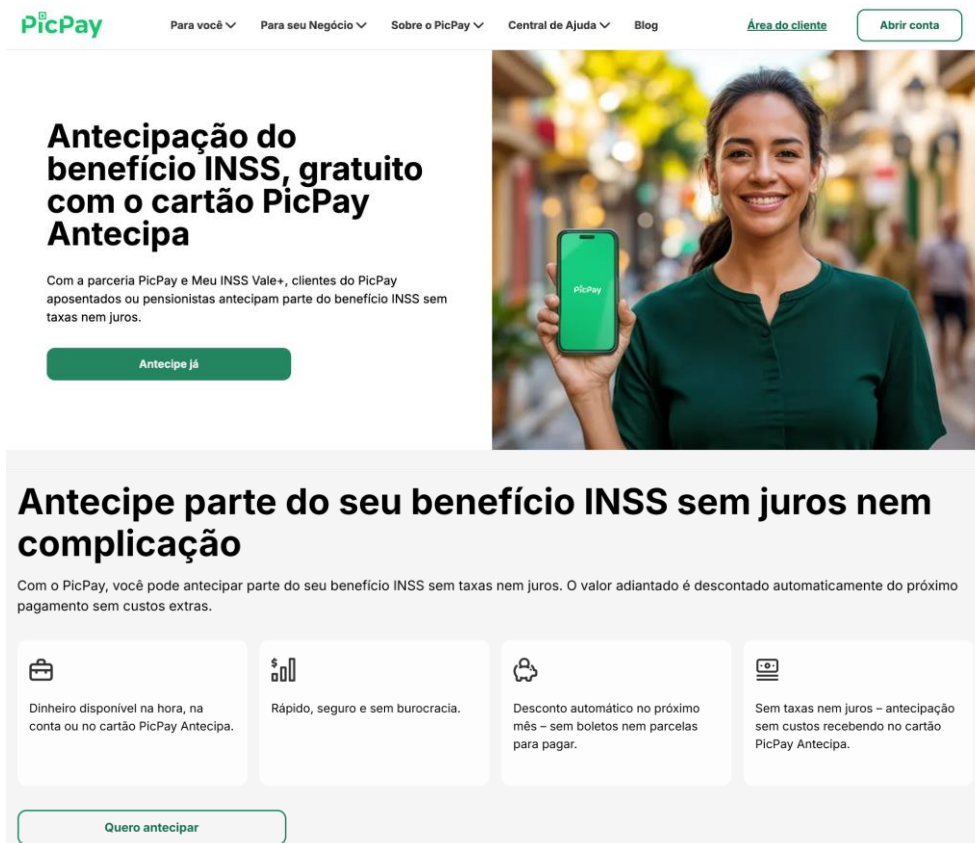 PicPay
Para você
Para seu Negócio
Sobre o PicPay
Central de Ajuda
Blog
Área do cliente
Abrir conta
Antecipação do
benefício INSS, gratuito
com o cartão PicPay
Antecipa
Com a parceria PicPay e Meu INSS Vale+, clientes do PicPay
aposentados ou pensionistas antecipam parte do benefício INSS sem
taxas nem juros.
Antecipe já
PicPay
Antecipe parte do seu benefício INSS sem juros nem
complicação
Com o PicPay, você pode antecipar parte do seu benefício INSS sem taxas nem juros. O valor adiantado é descontado automaticamente do próximo
pagamento sem custos extras.
Dinheiro disponível na hora, na
conta ou no cartão PicPay Antecipa.
$
Rápido, seguro e sem burocracia.
Desconto automático no próximo
mês – sem boletos nem parcelas
para pagar.
Sem taxas nem juros – antecipação
sem custos recebendo no cartão
PicPay Antecipa.
Quero antecipar